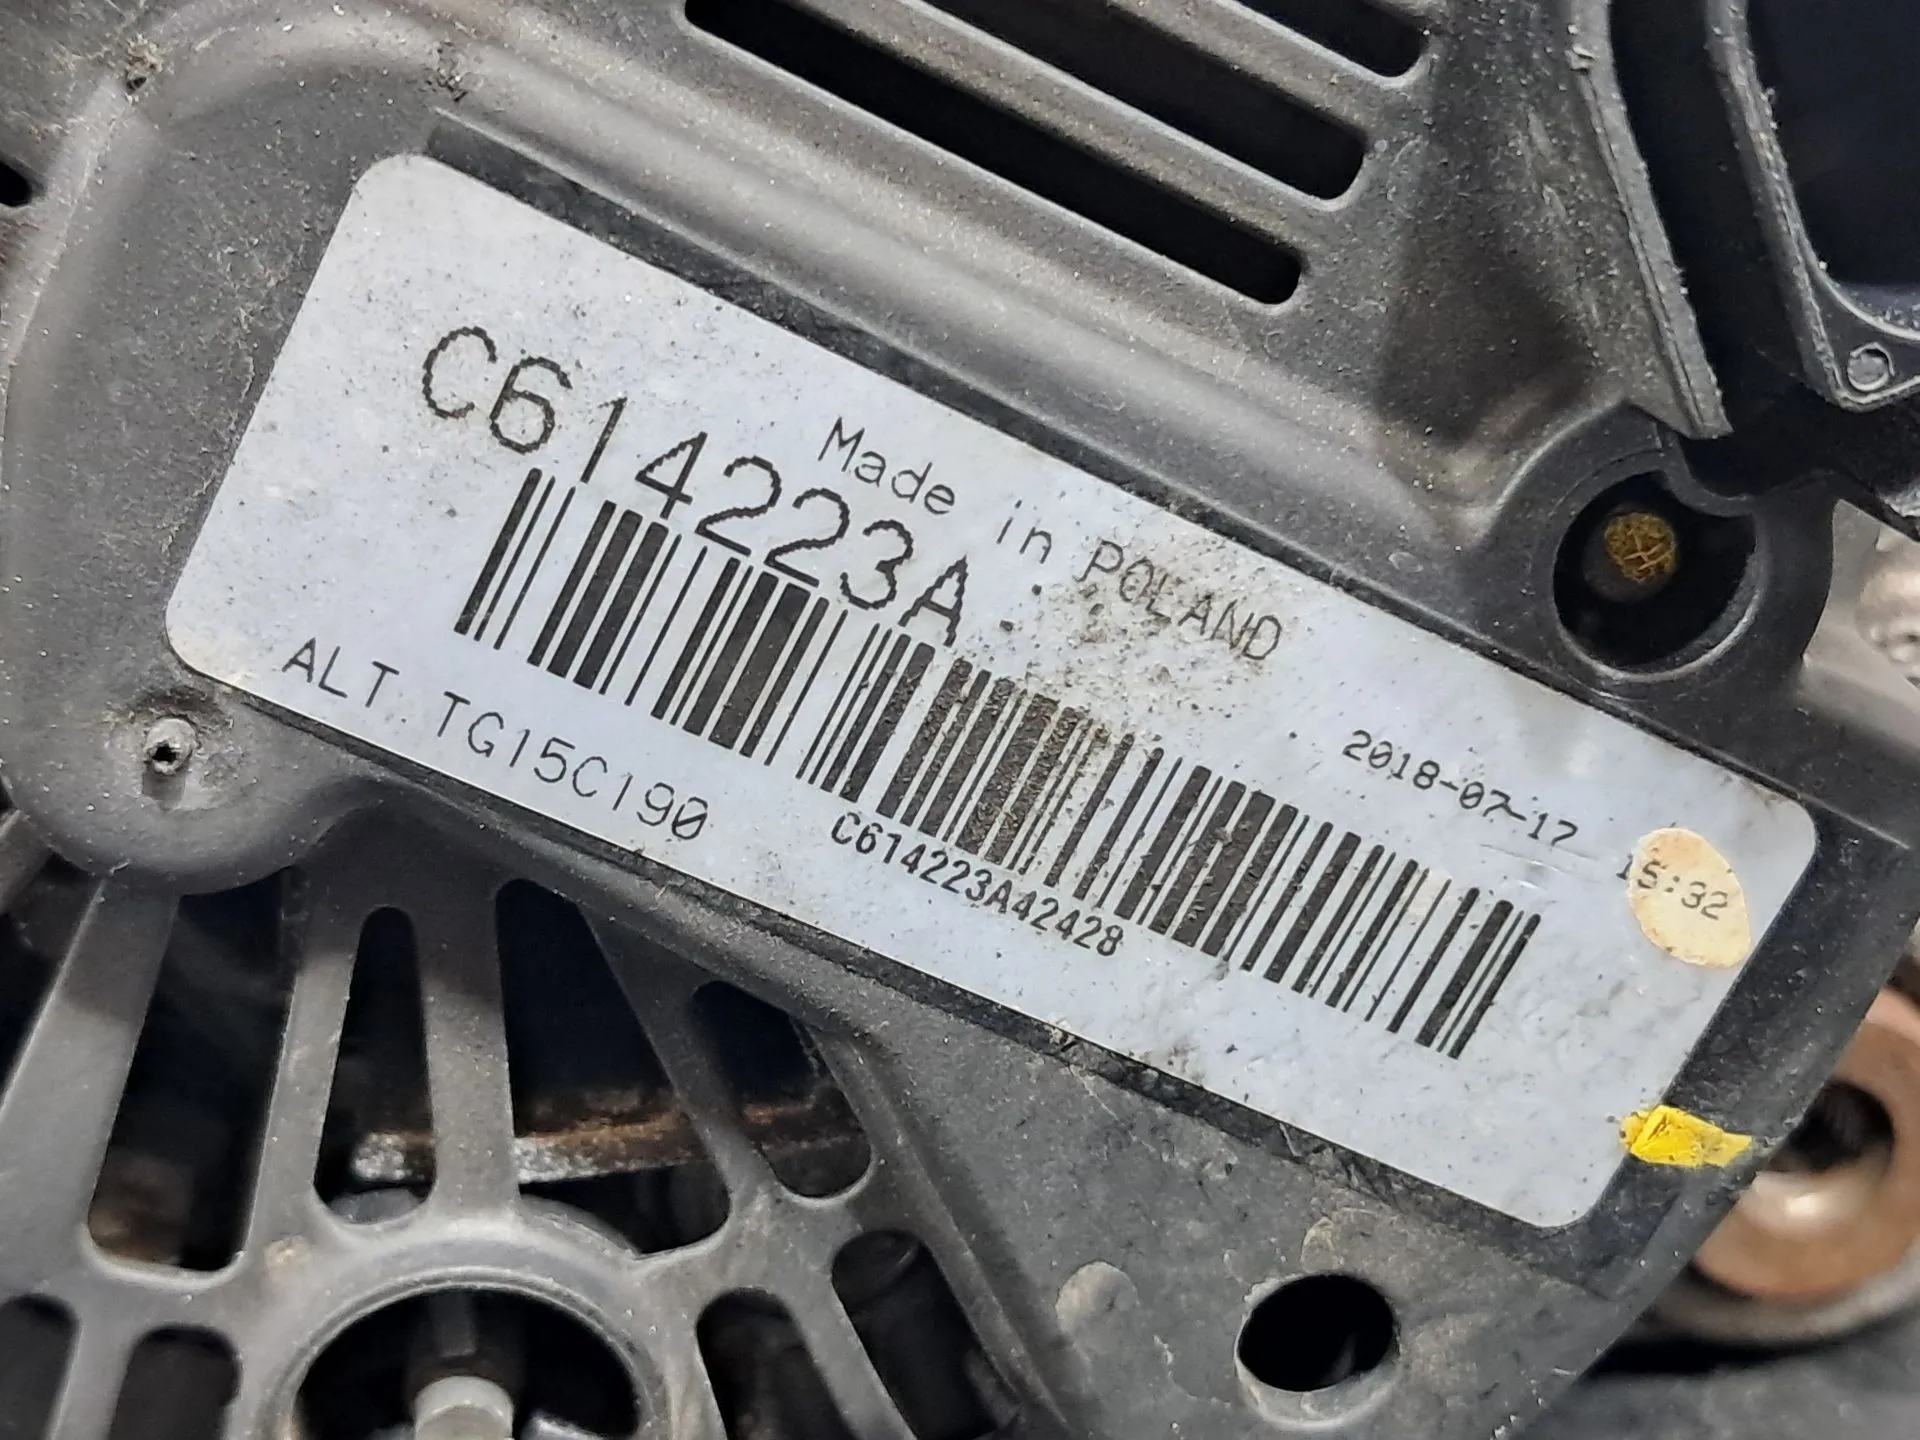 Made in POLAND
C614223A
2018-07-17 15:32
C614223A42428
ALT. TG15C190